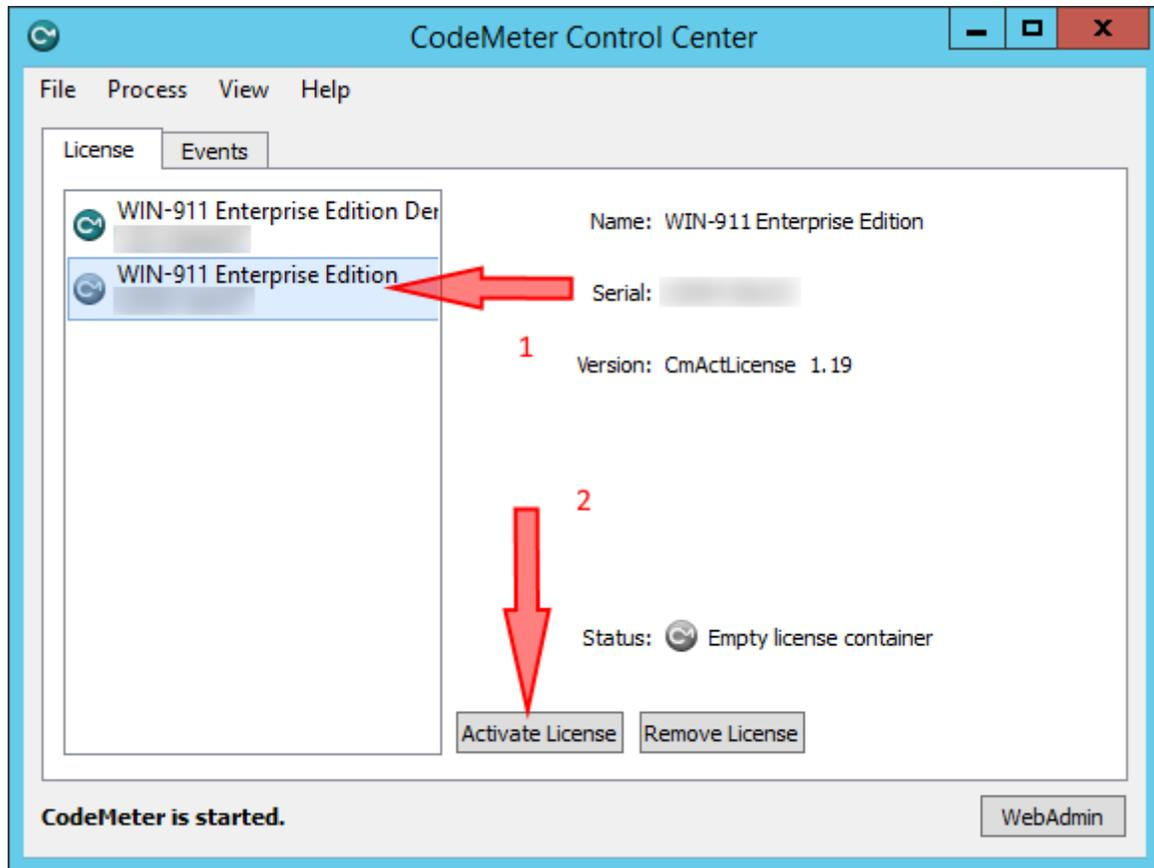 CodeMeter Control Center
File Process View Help
License Events
WIN-911 Enterprise Edition
WIN-911 Enterprise Edition
Name: WIN-911 Enterprise Edition
Serial:
1
Version: CmActLicense 1.19
2
Status: Empty license container
Activate License Remove License
CodeMeter is started.
WebAdmin